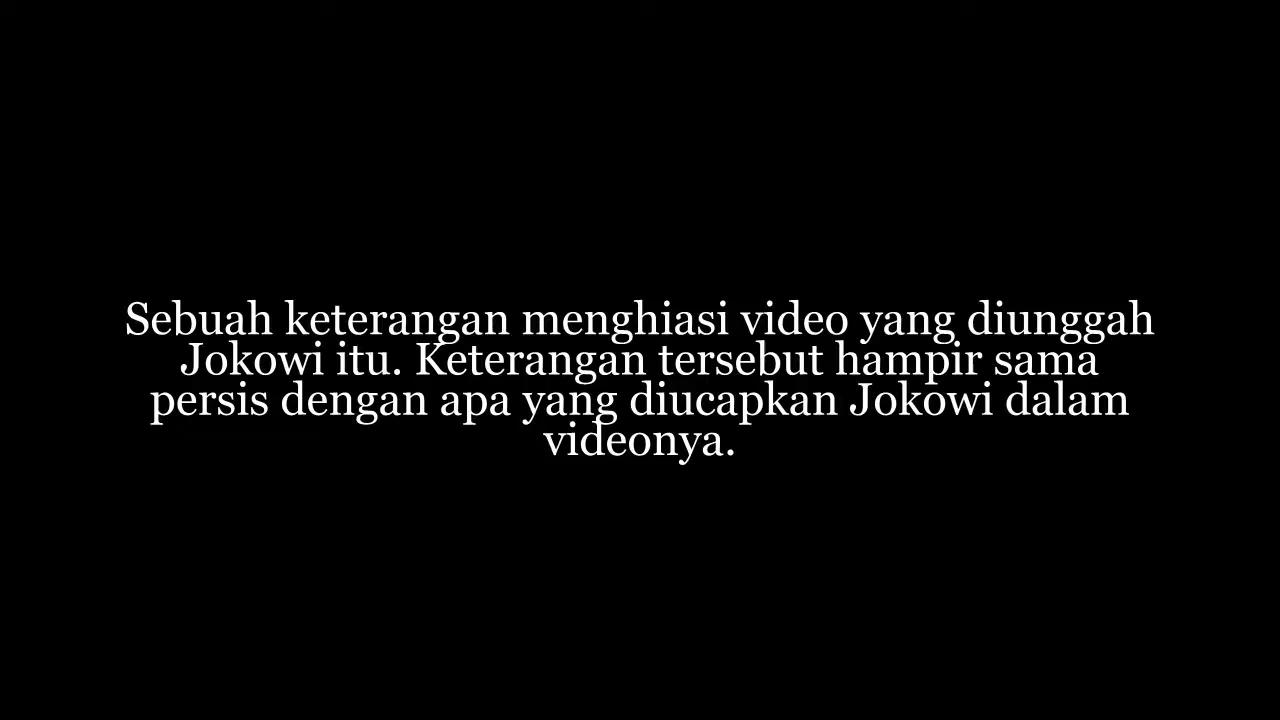 Sebuah keterangan menghiasi video yang diunggah
Jokowi itu. Keterangan tersebut hampir sama
persis dengan apa yang diucapkan Jokowi dalam
videonya.